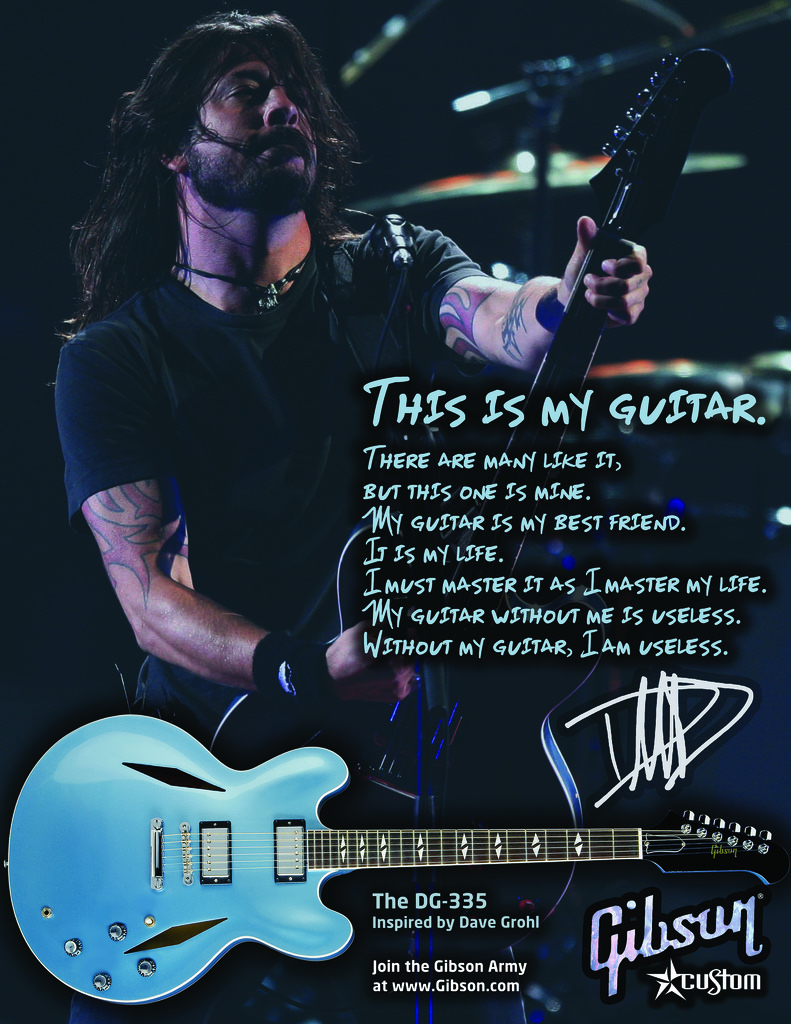 This is my guitar.
There are many like it,
but this one is mine.
My guitar is my best friend.
It is my life.
I must master it as I master my life.
My guitar without me is useless.
Without my guitar, I am useless.
Gibson
The DG-335
Inspired by Dave Grohl
Join the Gibson Army
at www.Gibson.com
Gibson®
custom